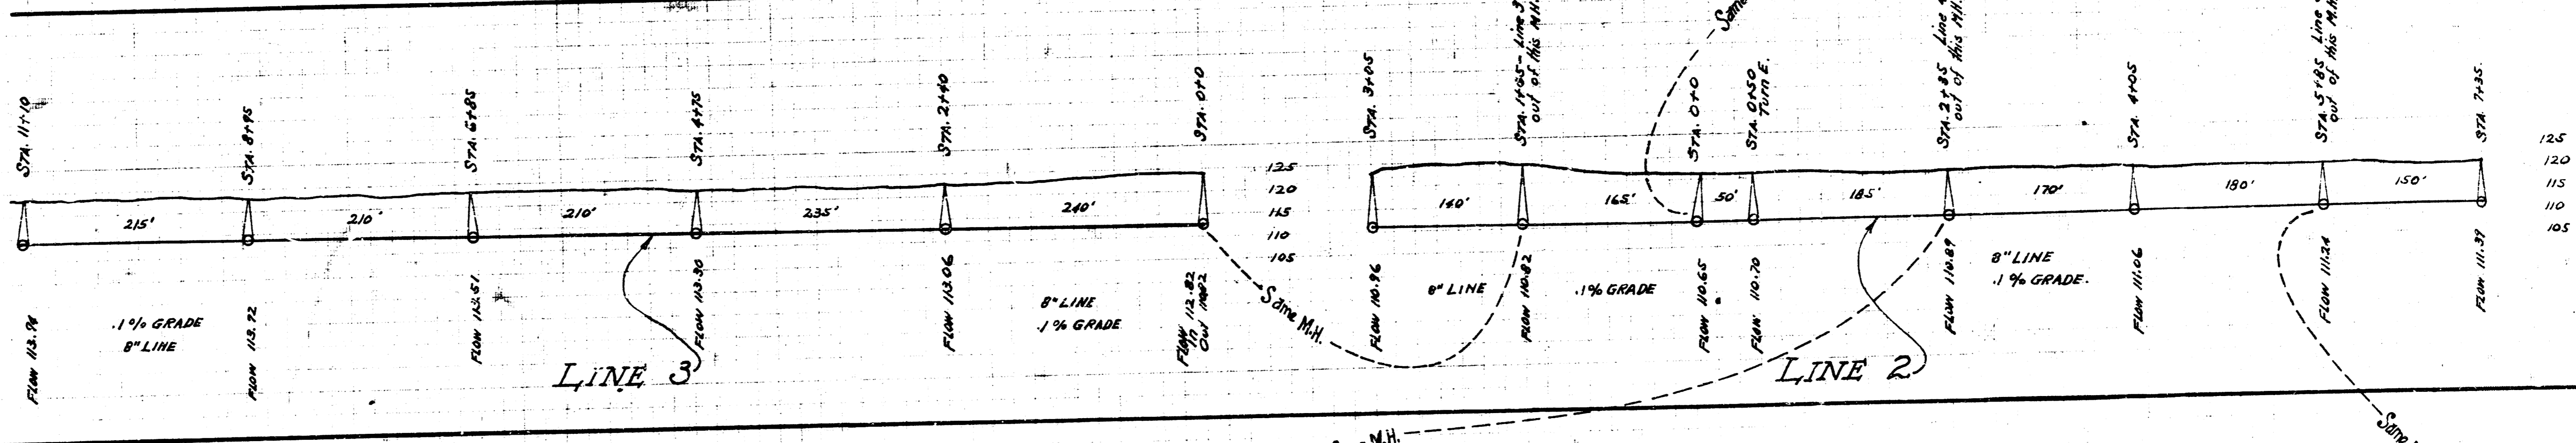 STA. 11+10
STA. 8+95
STA. 6+85
STA. 4+75
STA. 2+40
STA. 0+0
STA. 3+05
STA. 1+65 - Line 3
out of this M.H.
Same
STA. 0+0
STA. 0+50
Turn E.
STA. 2+85 Line
out of this M.H.
STA. 4+05
STA. 5+85 Line
out of this M.H.
STA. 7+35.
215'
210'
210'
235'
240'
125
120
115
110
105
140'
165'
50'
185'
170'
180'
150'
125
120
115
110
105
FLOW 113.94
.1% GRADE
8" LINE
FLOW 113.72
FLOW 113.51
FLOW 113.30
FLOW 113.06
8" LINE
.1% GRADE
FLOW
In 112.82
Out 110.82
Same M.H.
FLOW 110.96
8" LINE
FLOW 110.82
.1% GRADE
FLOW 110.65
FLOW 110.70
FLOW 110.89
8" LINE
.1% GRADE.
FLOW 111.06
FLOW 111.24
FLOW 111.39
LINE 3
LINE 2
M.H.
Same